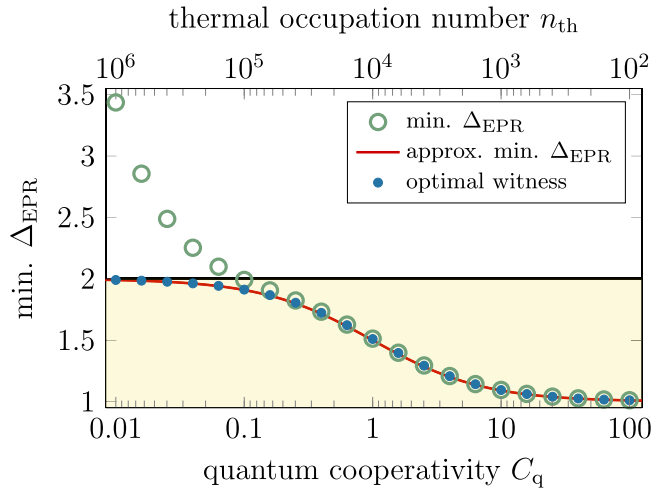 thermal occupation number n_th
10^6 10^5 10^4 10^3 10^2
min. Δ_EPR
3.5
3
2.5
2
1.5
1
min. Δ_EPR
approx. min. Δ_EPR
optimal witness
0.01 0.1 1 10 100
quantum cooperativity C_q